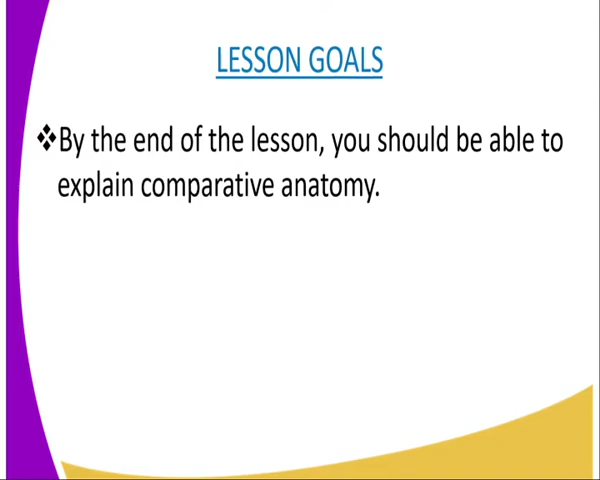 LESSON GOALS
❖By the end of the lesson, you should be able to
explain comparative anatomy.